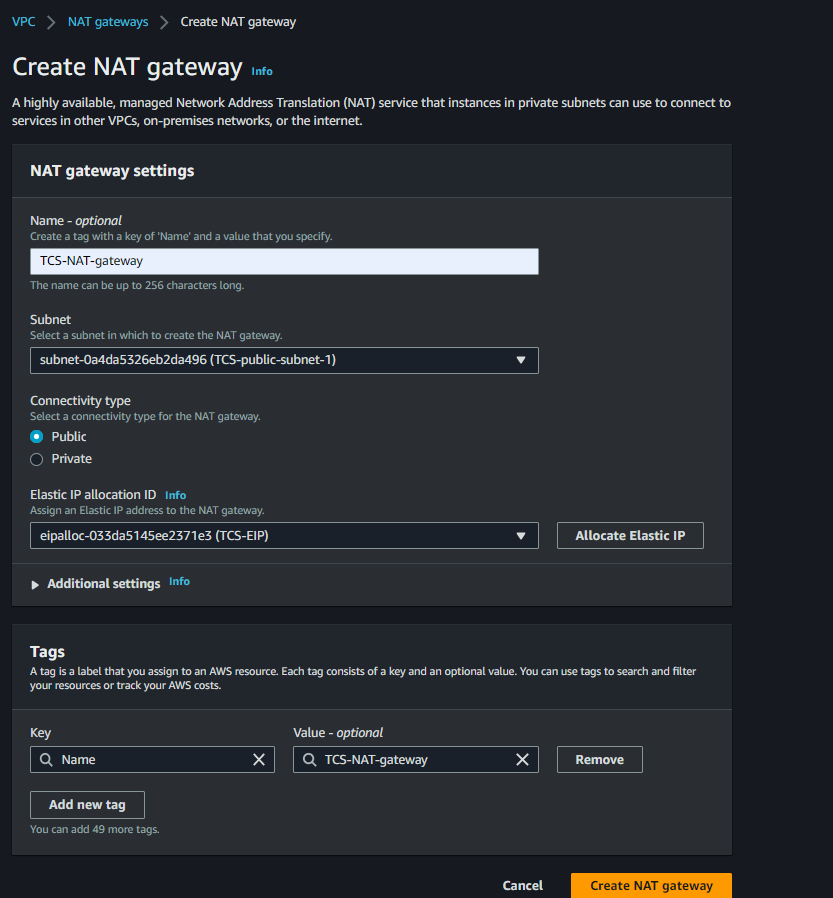 VPC > NAT gateways > Create NAT gateway
Create NAT gateway Info
A highly available, managed Network Address Translation (NAT) service that instances in private subnets can use to connect to
services in other VPCs, on-premises networks, or the internet.
NAT gateway settings
Name - optional
Create a tag with a key of 'Name' and a value that you specify.
TCS-NAT-gateway
The name can be up to 256 characters long.
Subnet
Select a subnet in which to create the NAT gateway.
subnet-0a4da5326eb2da496 (TCS-public-subnet-1)
Connectivity type
Select a connectivity type for the NAT gateway.
Public
Private
Elastic IP allocation ID Info
Assign an Elastic IP address to the NAT gateway.
eipalloc-033da5145ee2371e3 (TCS-EIP) Allocate Elastic IP
Additional settings Info
Tags
A tag is a label that you assign to an AWS resource. Each tag consists of a key and an optional value. You can use tags to search and filter
your resources or track your AWS costs.
Key Value - optional
Name TCS-NAT-gateway Remove
Add new tag
You can add 49 more tags.
Cancel Create NAT gateway